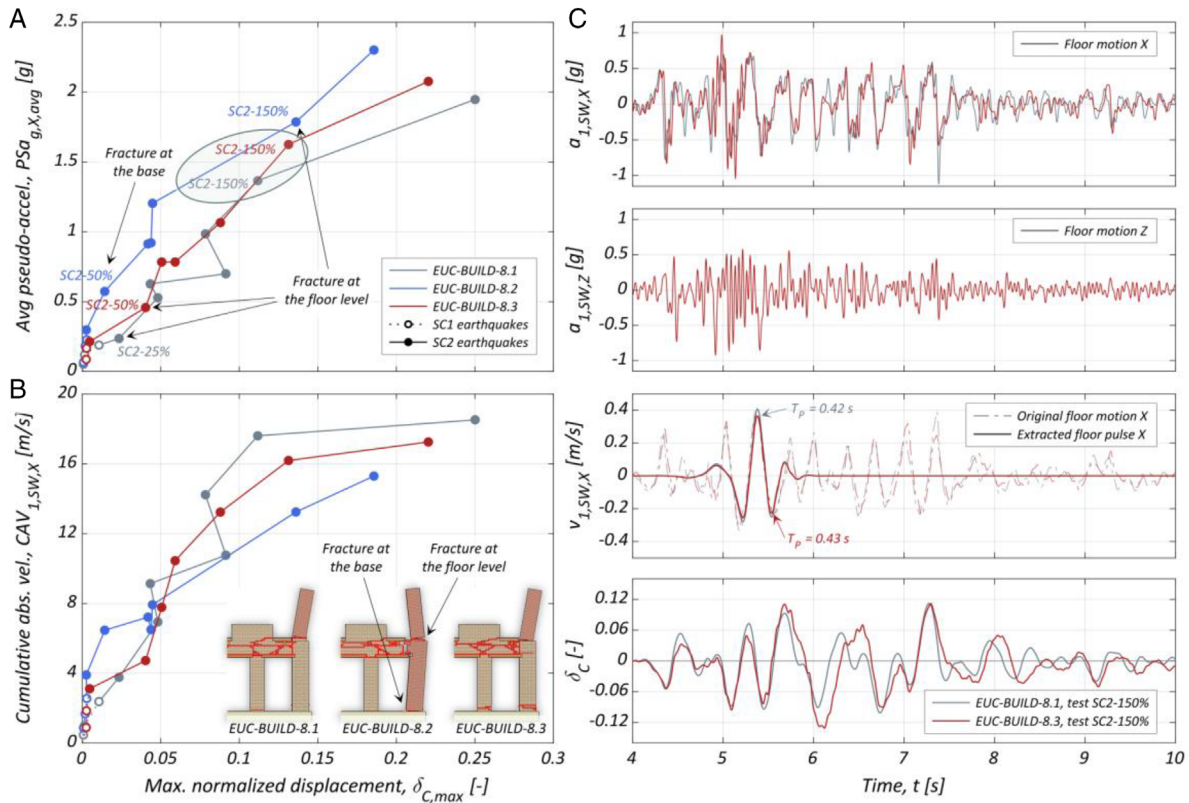 A
Avg pseudo-accel., PSa_g,X,avg [g]
2.5
2
1.5
1
0.5
0
SC2-150%
SC2-150%
SC2-150%
Fracture at
the base
SC2-50%
SC2-50%
SC2-25%
Fracture at
the floor level
EUC-BUILD-8.1
EUC-BUILD-8.2
EUC-BUILD-8.3
SC1 earthquakes
SC2 earthquakes
B
Cumulative abs. vel., CAV_1,SW,X [m/s]
20
16
12
8
4
0
Fracture at
the base
Fracture at
the floor level
EUC-BUILD-8.1
EUC-BUILD-8.2
EUC-BUILD-8.3
0 0.05 0.1 0.15 0.2 0.25 0.3
Max. normalized displacement, δ_C,max [-]
C
a_1,SW,X [g]
1
0.5
0
-0.5
-1
Floor motion X
a_1,SW,Z [g]
1
0.5
0
-0.5
-1
Floor motion Z
v_1,SW,X [m/s]
0.4
0.2
0
-0.2
-0.4
T_P = 0.42 s
T_P = 0.43 s
Original floor motion X
Extracted floor pulse X
δ_C [-]
0.12
0.06
0
-0.06
-0.12
EUC-BUILD-8.1, test SC2-150%
EUC-BUILD-8.3, test SC2-150%
4 5 6 7 8 9 10
Time, t [s]